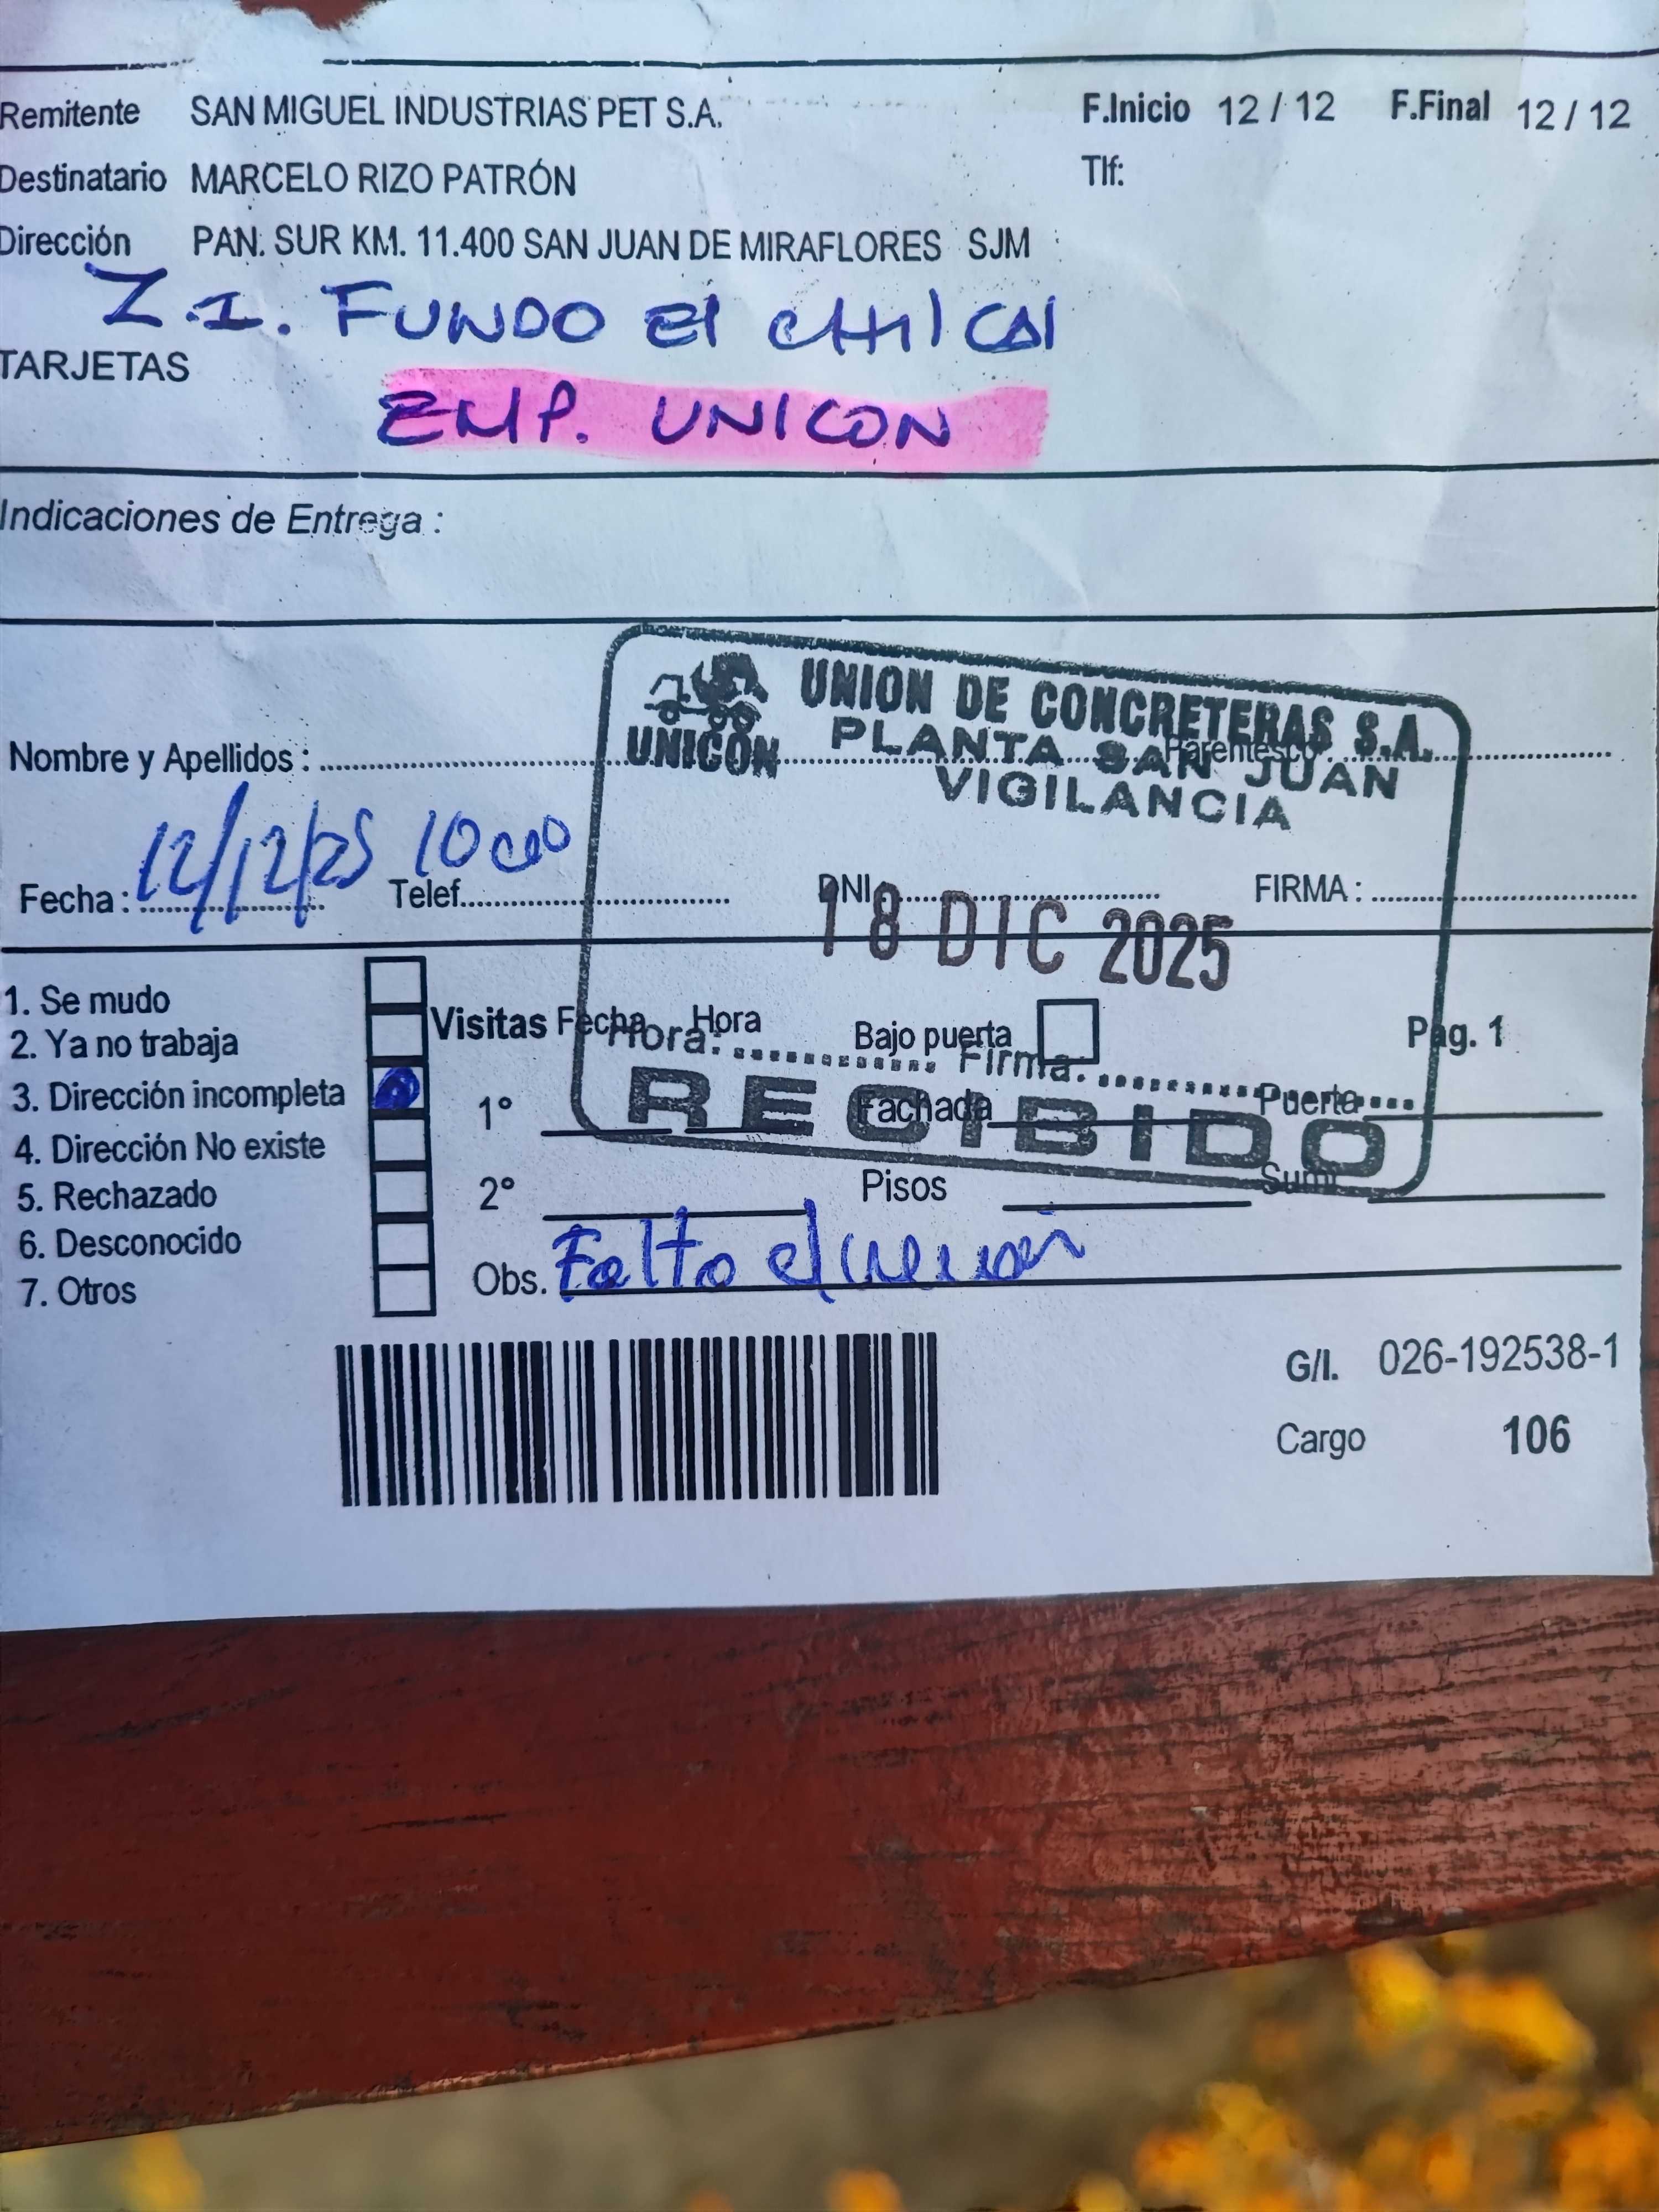 Remitente SAN MIGUEL INDUSTRIAS PET S.A. F.Inicio 12 / 12 F.Final 12 / 12
Destinatario MARCELO RIZO PATRÓN Tlf:
Dirección PAN. SUR KM. 11.400 SAN JUAN DE MIRAFLORES SJM
Z.I. FUNDO El CHILCAl
TARJETAS
EMP. UNICON
Indicaciones de Entrega :
UNION DE CONCRETERAS S.A.
UNICON PLANTA SAN JUAN
VIGILANCIA
Nombre y Apellidos : Parentesco
Fecha : 12/12/25 10 Telef. DNI FIRMA :
18 DIC 2025
1. Se mudo
2. Ya no trabaja
Visitas Fecha Hora Bajo puerta Pag. 1
Hora: Firma:
3. Dirección incompleta
1° Fachada Puerta
RECIBIDO
4. Dirección No existe
5. Rechazado
2° Pisos Sumi
6. Desconocido
7. Otros
Obs. Falto
G/I. 026-192538-1
Cargo 106